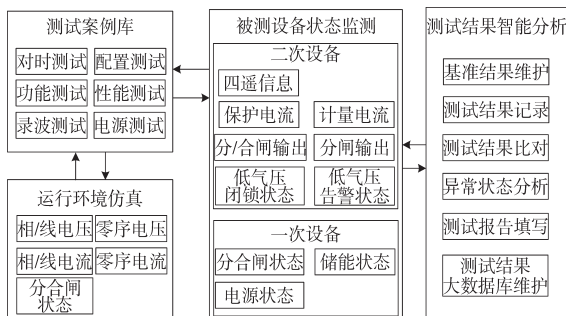 测试案例库
对时测试 配置测试
功能测试 性能测试
录波测试 电源测试
运行环境仿真
相/线电压 零序电压
相/线电流 零序电流
分合闸
状态
被测设备状态监测
二次设备
四遥信息
保护电流 计量电流
分/合闸输出 分闸输出
低气压 低气压
闭锁状态 告警状态
一次设备
分合闸状态 储能状态
电源状态
测试结果智能分析
基准结果维护
测试结果记录
测试结果比对
异常状态分析
测试报告填写
测试结果
大数据库维护